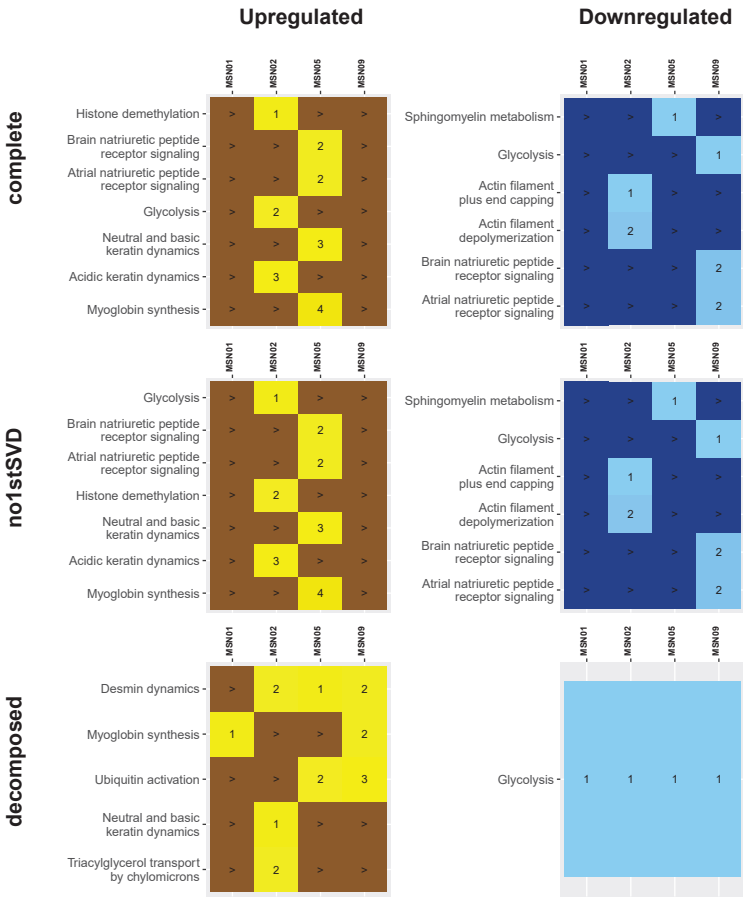 Upregulated
Downregulated
complete
MSN01 MSN02 MSN05 MSN09
Histone demethylation > 1 > >
Brain natriuretic peptide
receptor signaling > > 2 >
Atrial natriuretic peptide
receptor signaling > > 2 >
Glycolysis > 2 > >
Neutral and basic
keratin dynamics > > 3 >
Acidic keratin dynamics > 3 > >
Myoglobin synthesis > > 4 >
MSN01 MSN02 MSN05 MSN09
Sphingomyelin metabolism > > 1 >
Glycolysis > > > 1
Actin filament
plus end capping > 1 > >
Actin filament
depolymerization > 2 > >
Brain natriuretic peptide
receptor signaling > > > 2
Atrial natriuretic peptide
receptor signaling > > > 2
no1stSVD
MSN01 MSN02 MSN05 MSN09
Glycolysis > 1 > >
Brain natriuretic peptide
receptor signaling > > 2 >
Atrial natriuretic peptide
receptor signaling > > 2 >
Histone demethylation > 2 > >
Neutral and basic
keratin dynamics > > 3 >
Acidic keratin dynamics > 3 > >
Myoglobin synthesis > > 4 >
MSN01 MSN02 MSN05 MSN09
Sphingomyelin metabolism > > 1 >
Glycolysis > > > 1
Actin filament
plus end capping > 1 > >
Actin filament
depolymerization > 2 > >
Brain natriuretic peptide
receptor signaling > > > 2
Atrial natriuretic peptide
receptor signaling > > > 2
decomposed
MSN01 MSN02 MSN05 MSN09
Desmin dynamics > 2 1 2
Myoglobin synthesis 1 > > 2
Ubiquitin activation > > 2 3
Neutral and basic
keratin dynamics > 1 > >
Triacylglycerol transport
by chylomicrons > 2 > >
MSN01 MSN02 MSN05 MSN09
Glycolysis 1 1 1 1